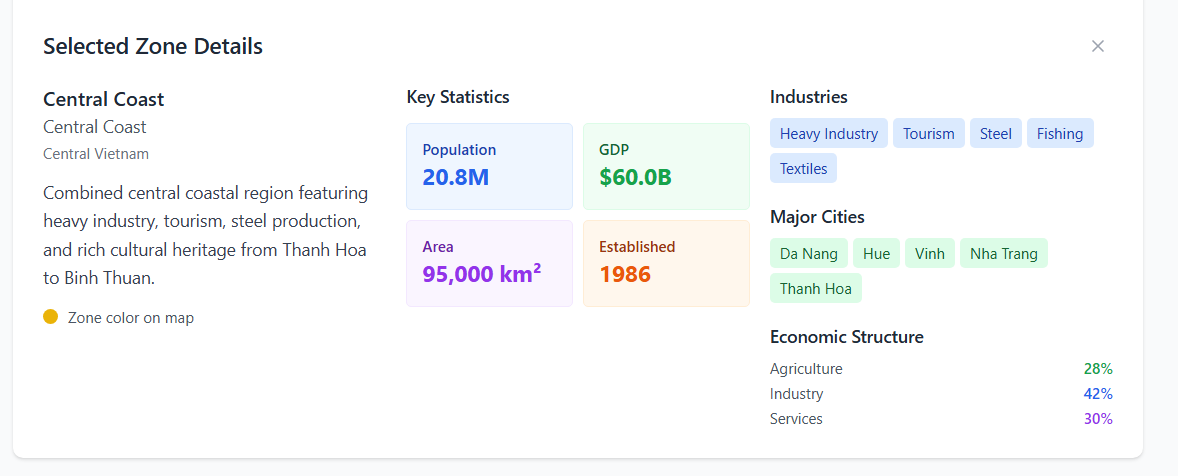 Selected Zone Details
Central Coast
Central Coast
Central Vietnam
Combined central coastal region featuring
heavy industry, tourism, steel production,
and rich cultural heritage from Thanh Hoa
to Binh Thuan.
Zone color on map
Key Statistics
Population
20.8M
GDP
$60.0B
Area
95,000 km²
Established
1986
Industries
Heavy Industry Tourism Steel Fishing
Textiles
Major Cities
Da Nang Hue Vinh Nha Trang
Thanh Hoa
Economic Structure
Agriculture 28%
Industry 42%
Services 30%